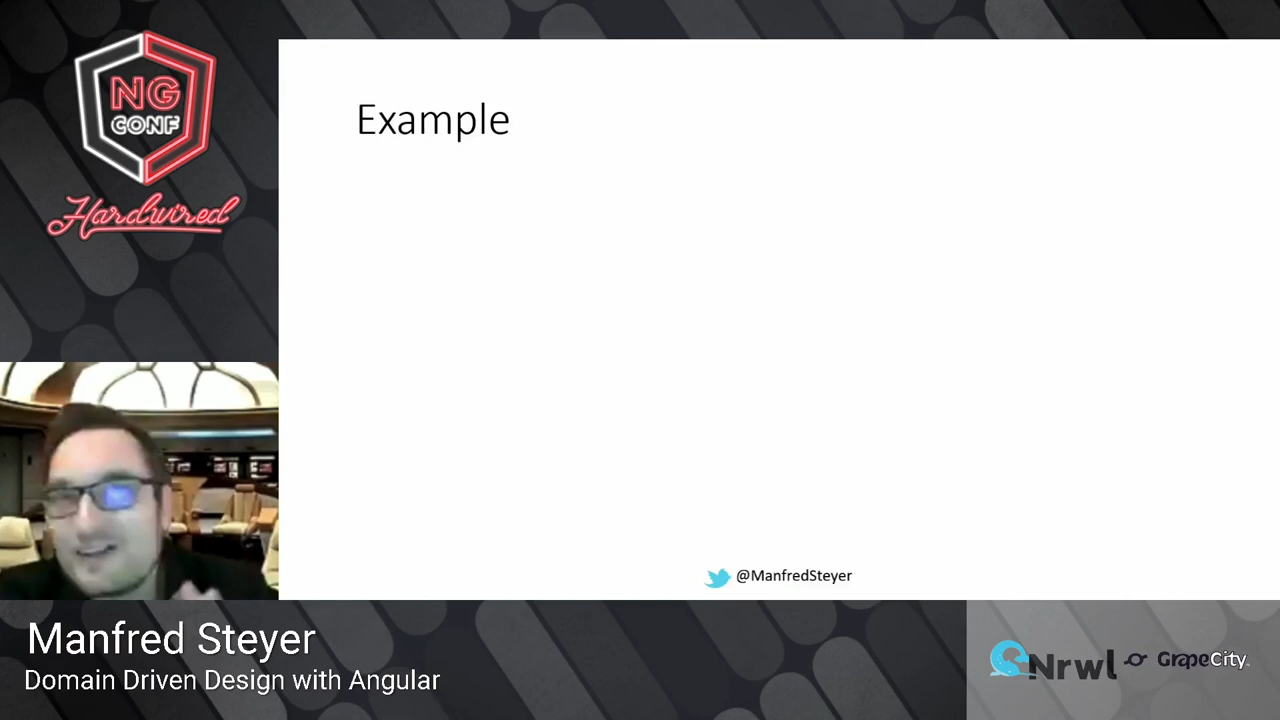 NG
CONF
Hardwired
Example
@ManfredSteyer
Manfred Steyer
Domain Driven Design with Angular
Nrwl
GrapeCity